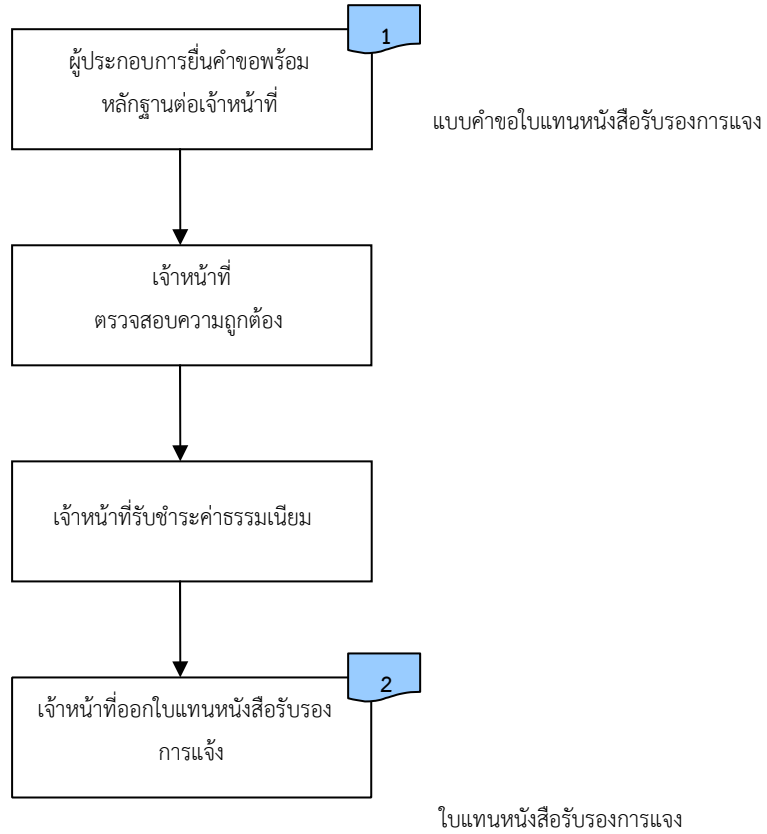 1
ผู้ประกอบการยื่นคำขอพร้อม
หลักฐานต่อเจ้าหน้าที่
แบบคำขอใบแทนหนังสือรับรองการแจง
เจ้าหน้าที่
ตรวจสอบความถูกต้อง
เจ้าหน้าที่รับชำระค่าธรรมเนียม
2
เจ้าหน้าที่ออกใบแทนหนังสือรับรอง
การแจ้ง
ใบแทนหนังสือรับรองการแจง